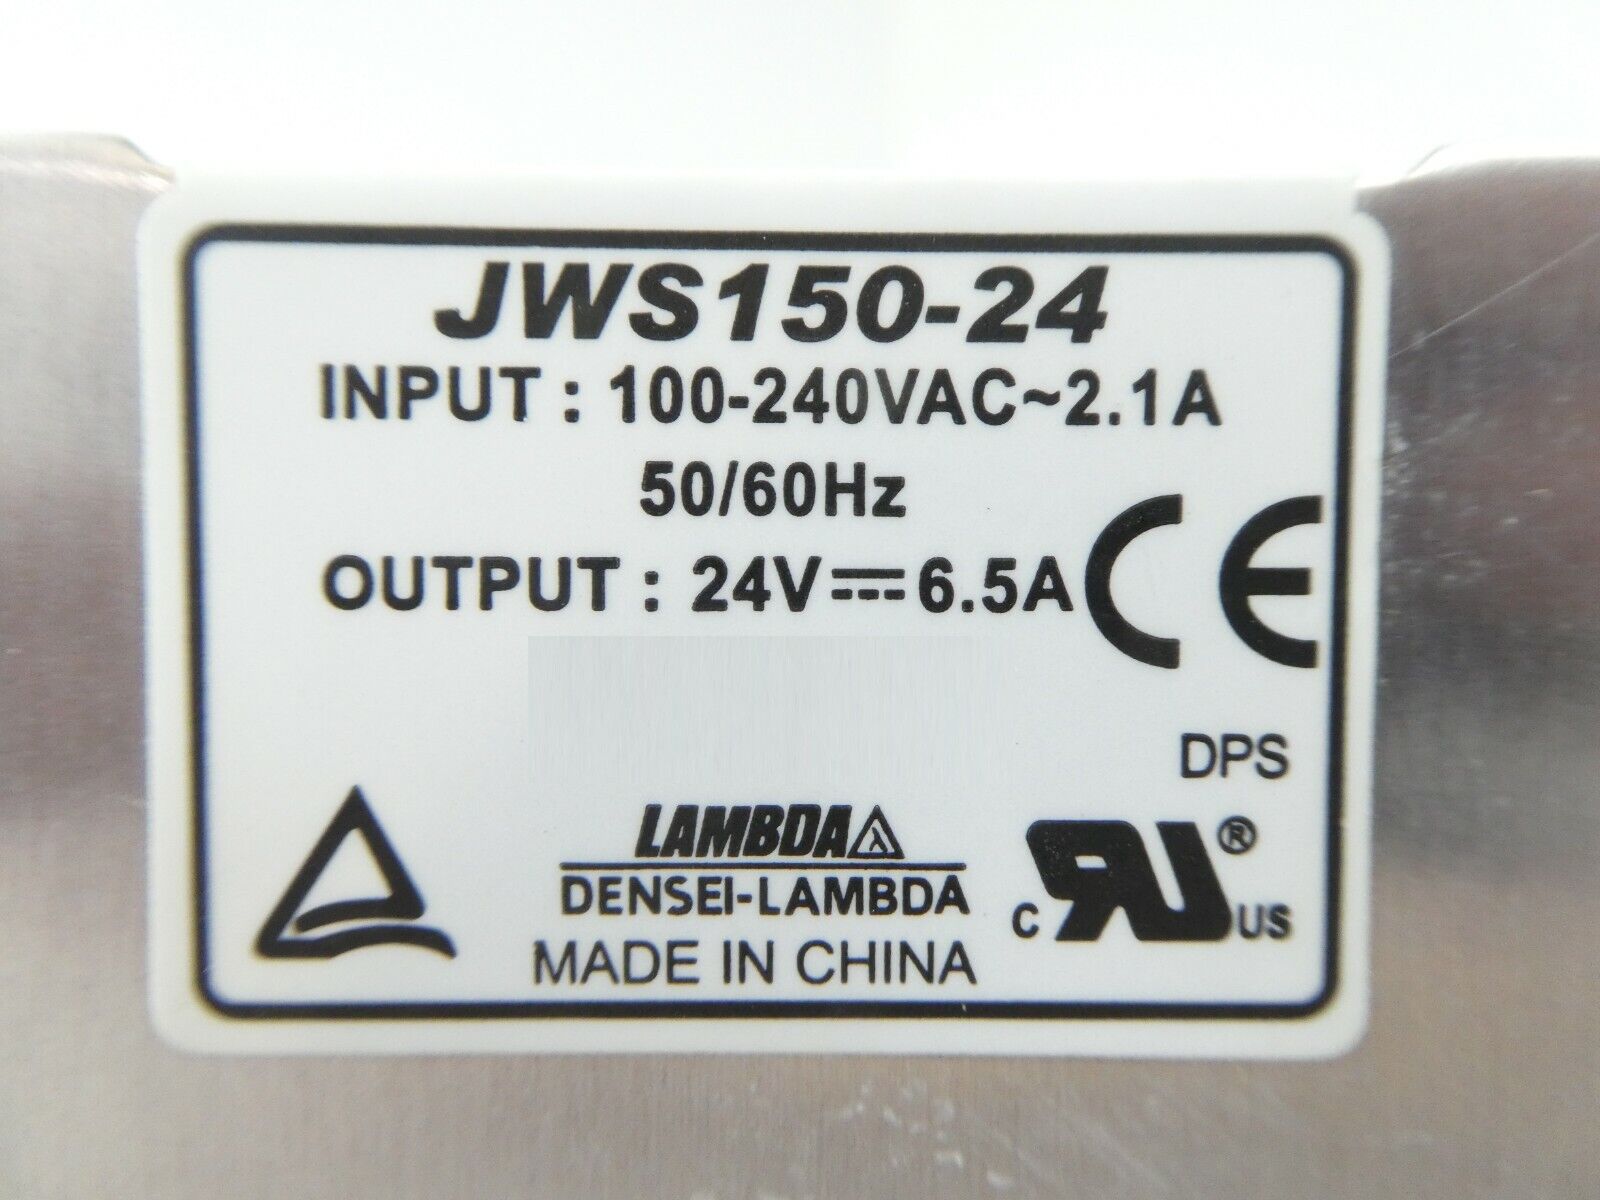 JWS150-24
INPUT : 100-240VAC~2.1A
50/60Hz
OUTPUT : 24V⎓6.5A
CE
DPS
LAMBDA λ
DENSEI-LAMBDA
MADE IN CHINA
C RU ® US